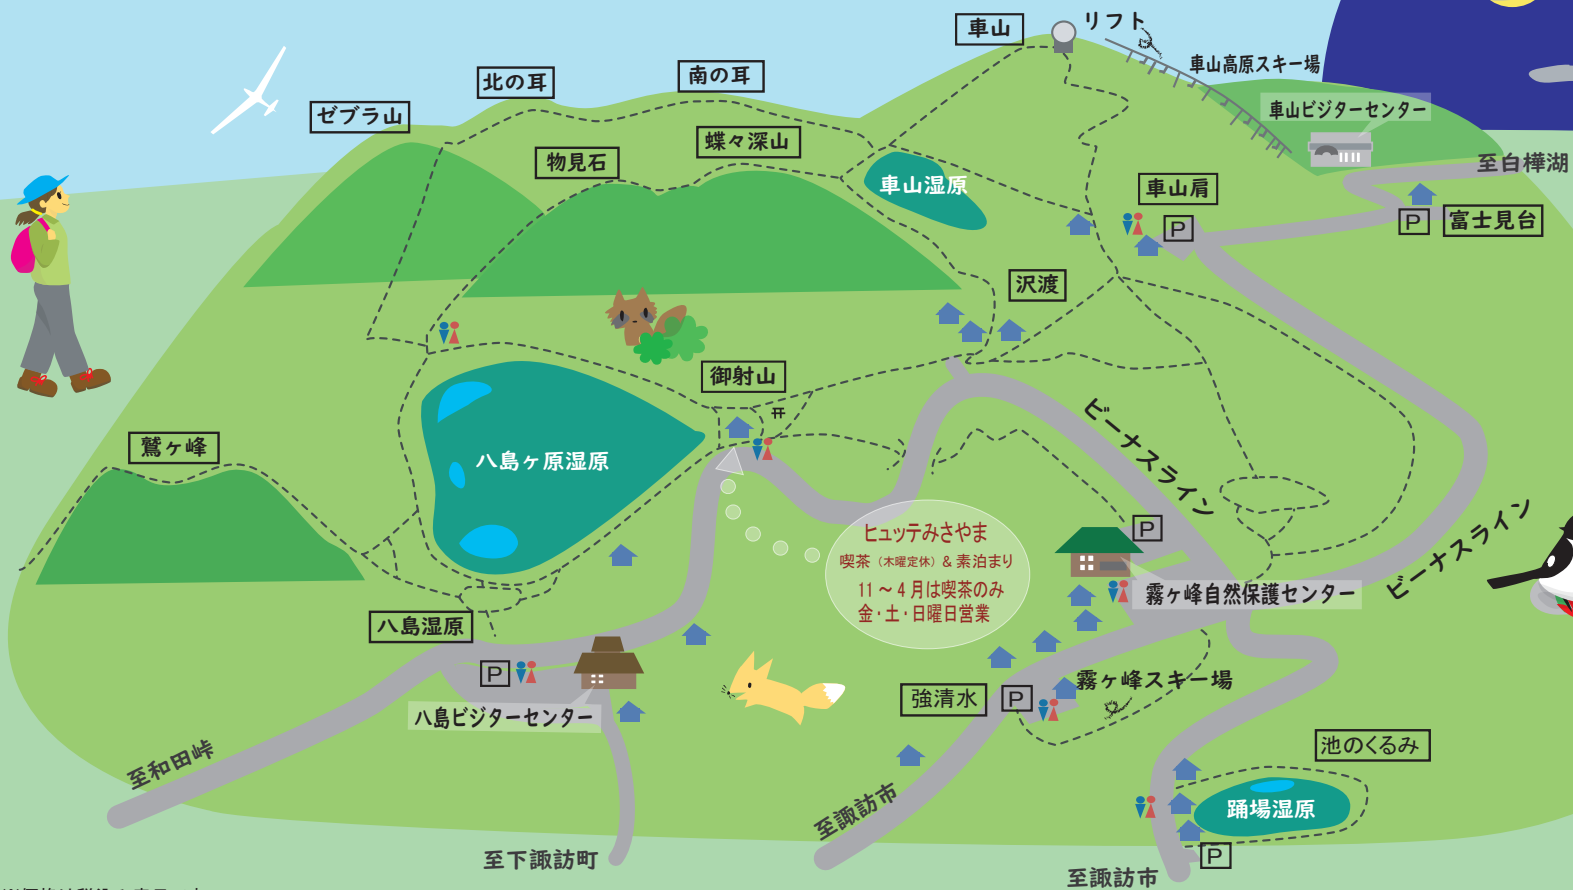 車山
リフト
車山高原スキー場
北の耳
南の耳
ゼブラ山
車山ビジターセンター
蝶々深山
物見石
至白樺湖
車山湿原
車山肩
P
P
富士見台
沢渡
御射山
ビーナスライン
鷲ヶ峰
八島ヶ原湿原
ビーナスライン
P
ヒュッテみさやま
喫茶（木曜定休）& 素泊まり
11 ～ 4 月は喫茶のみ
金・土・日曜日営業
霧ヶ峰自然保護センター
八島湿原
P
霧ヶ峰スキー場
強清水
P
八島ビジターセンター
池のくるみ
至和田峠
踊場湿原
至諏訪市
P
至下諏訪町
至諏訪市